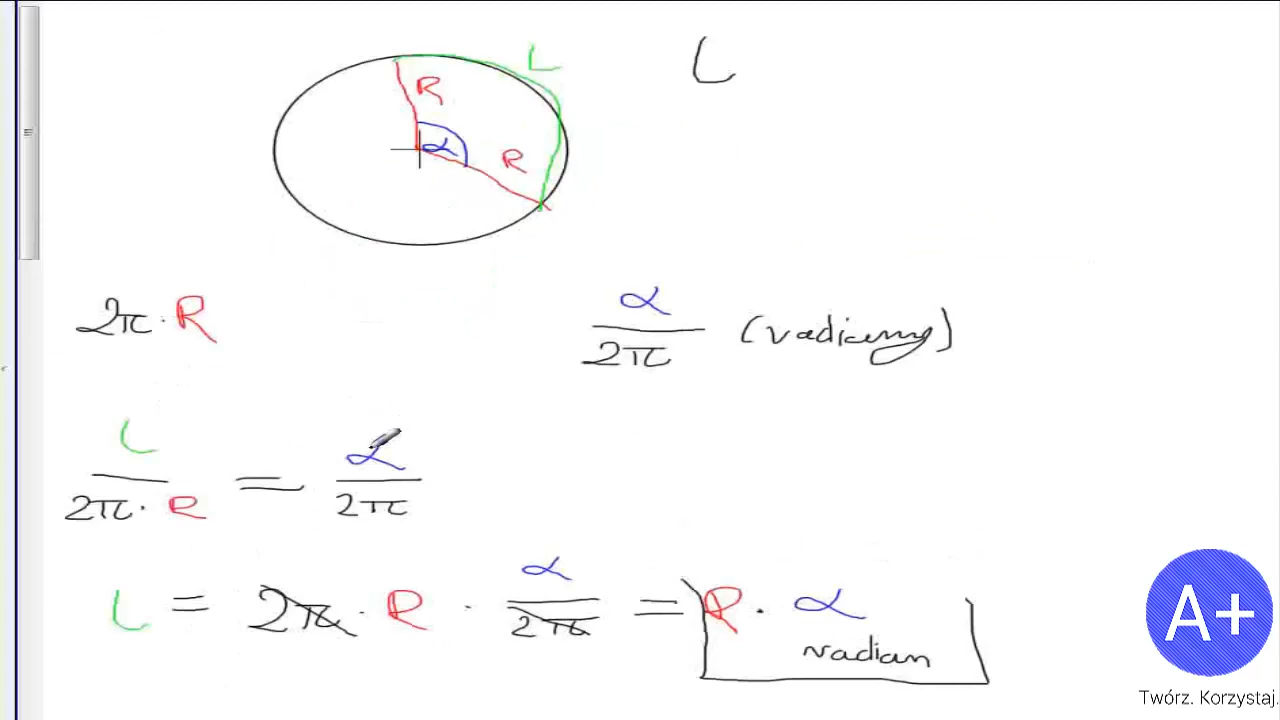 L
L
R
α
R
2π · R
α / 2π (radiany)
L / 2π · R = α / 2π
L = 2π · R · α / 2π = R · α
radian
A+
Twórz. Korzystaj.